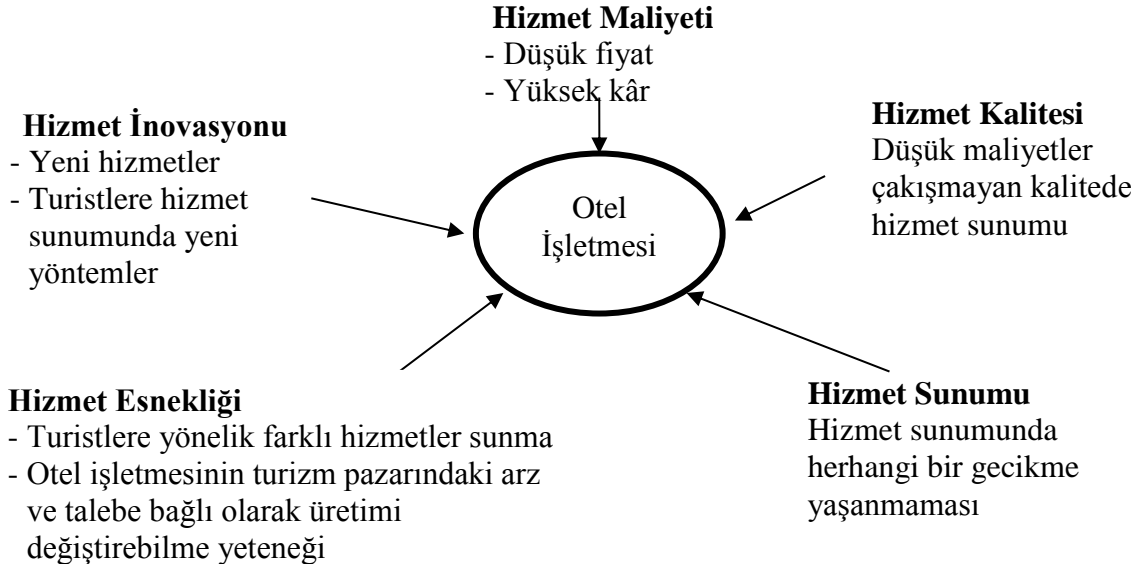 Hizmet Maliyeti
- Düşük fiyat
- Yüksek kâr
Hizmet İnovasyonu
- Yeni hizmetler
- Turistlere hizmet
sunumunda yeni
yöntemler
Hizmet Kalitesi
Düşük maliyetler
çakışmayan kalitede
hizmet sunumu
Otel
İşletmesi
Hizmet Esnekliği
- Turistlere yönelik farklı hizmetler sunma
- Otel işletmesinin turizm pazarındaki arz
ve talebe bağlı olarak üretimi
değiştirebilme yeteneği
Hizmet Sunumu
Hizmet sunumunda
herhangi bir gecikme
yaşanmaması